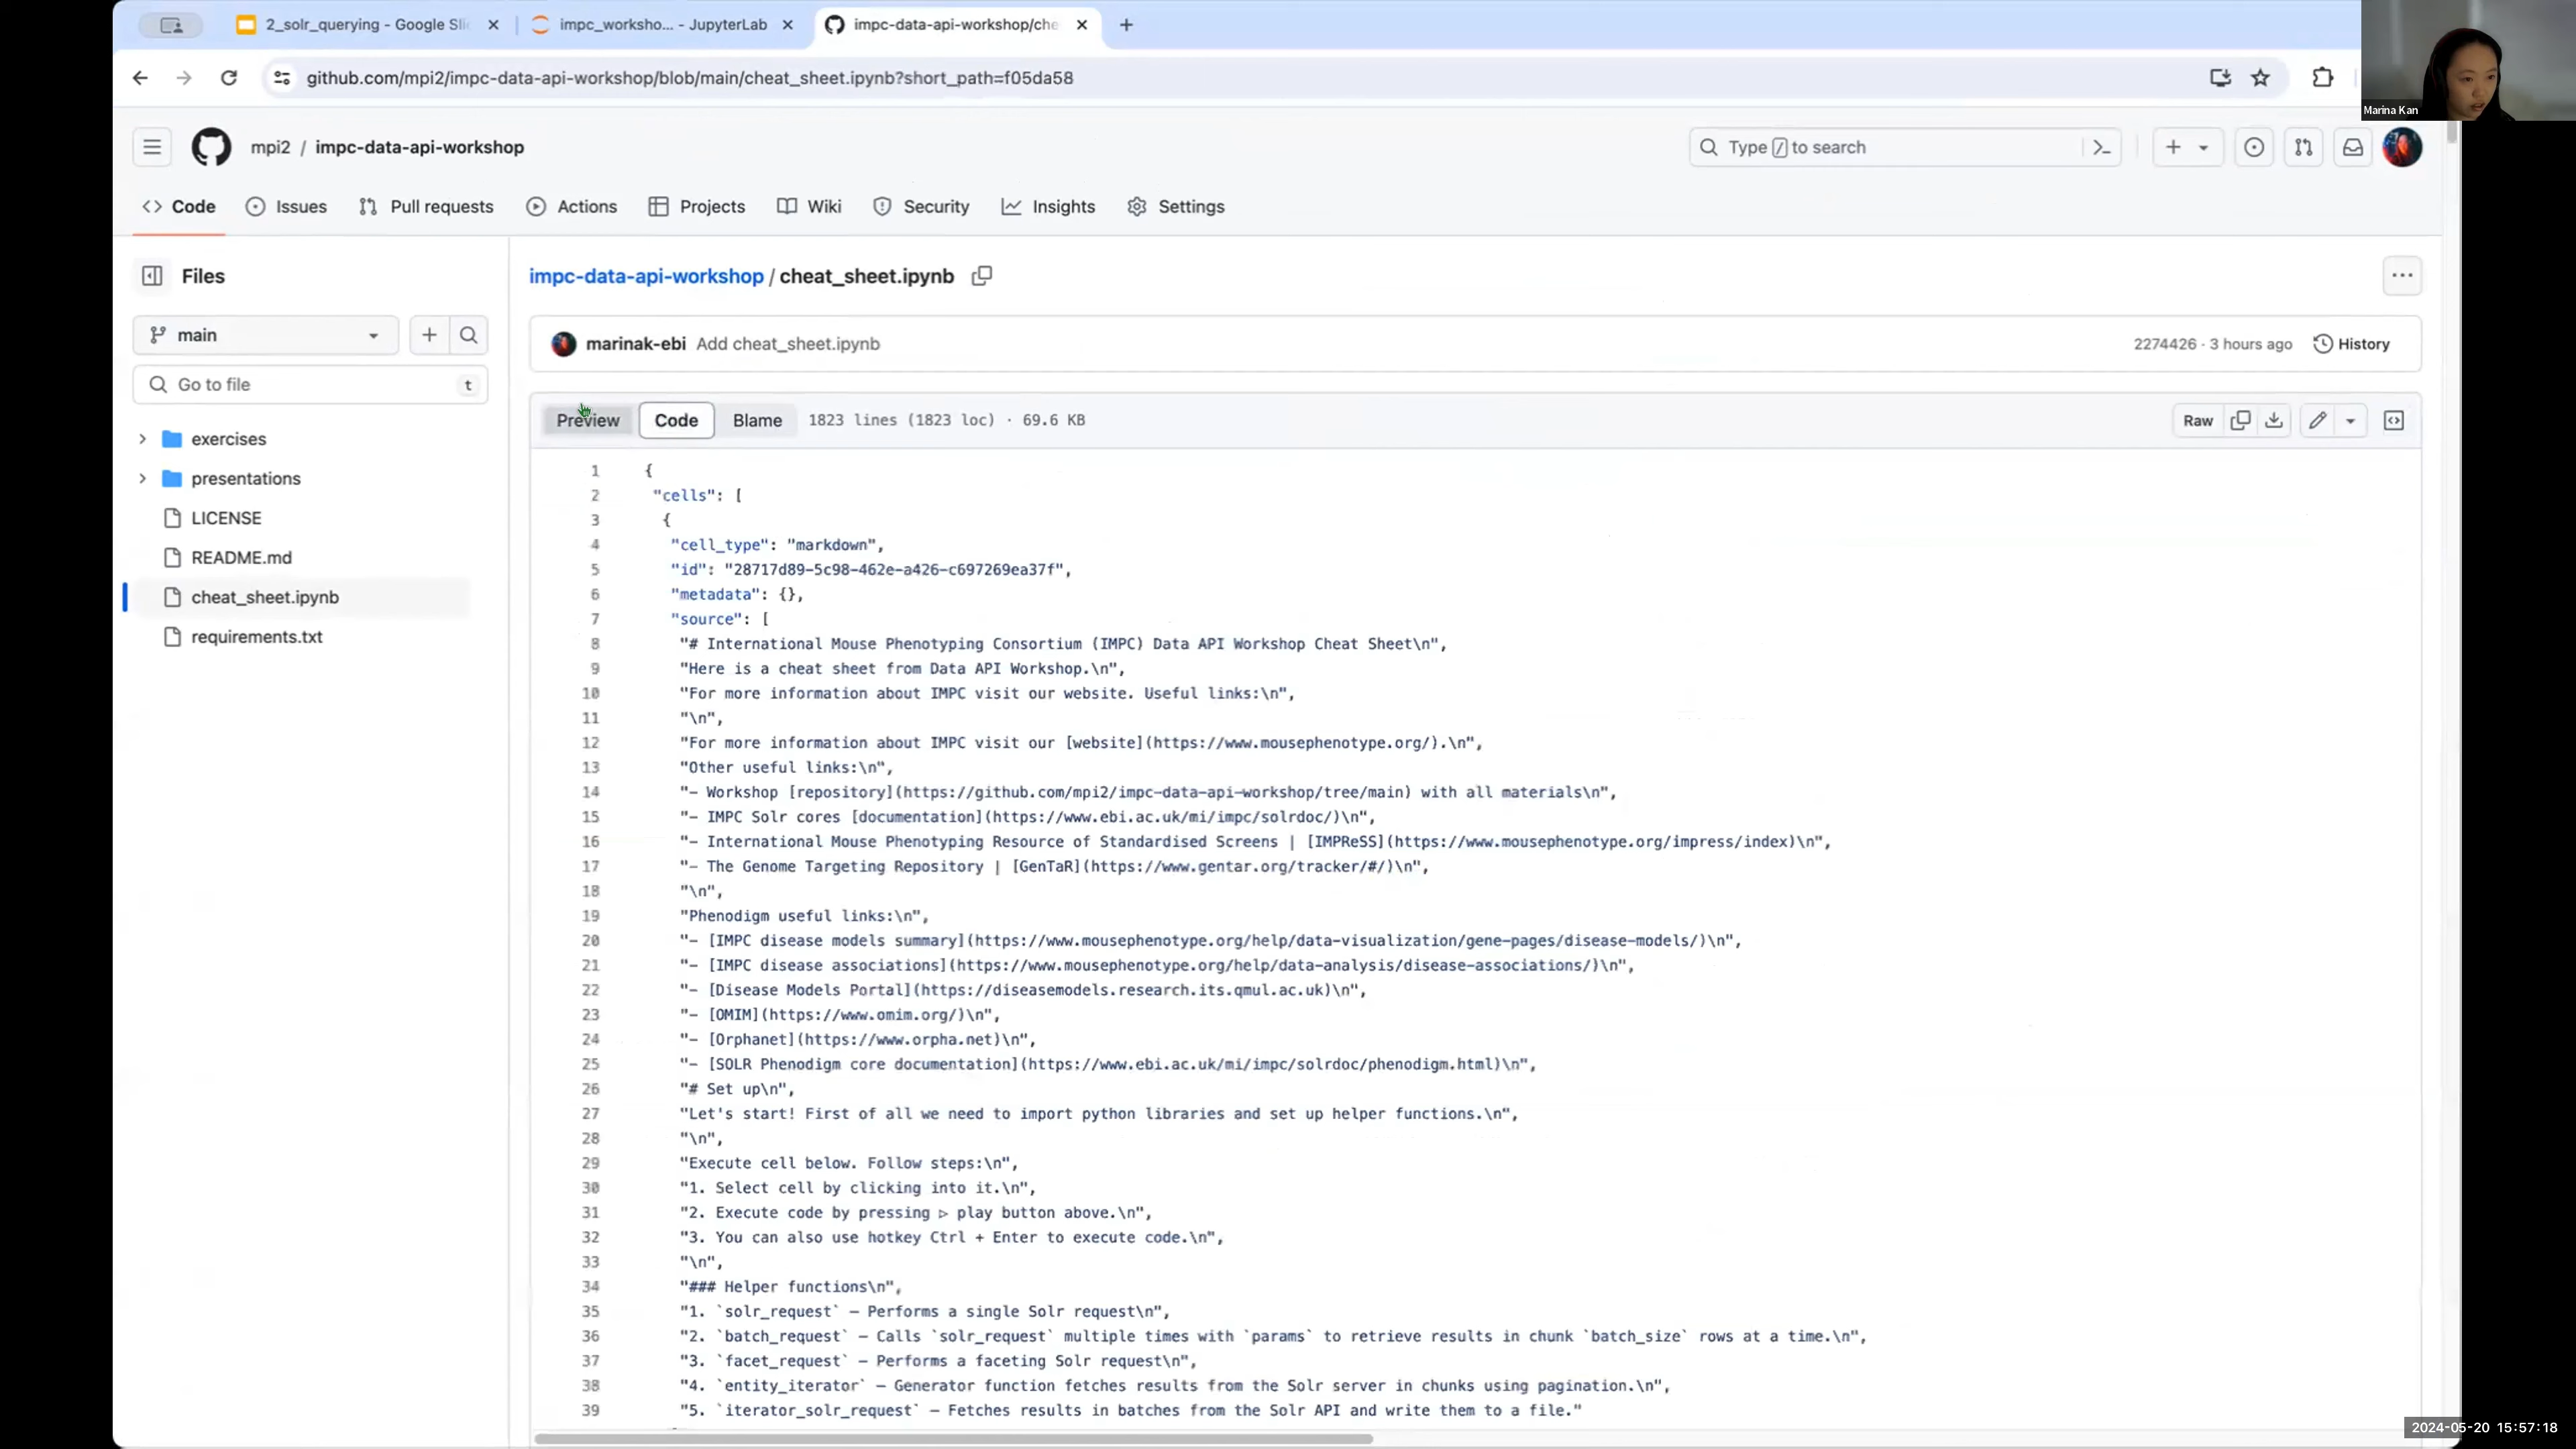 2_solr_querying - Google Sli
impc_worksho... - JupyterLab
impc-data-api-workshop/che
github.com/mpi2/impc-data-api-workshop/blob/main/cheat_sheet.ipynb?short_path=f05da58
Marina Kan
mpi2 / impc-data-api-workshop
Type / to search
Code
Issues
Pull requests
Actions
Projects
Wiki
Security
Insights
Settings
Files
main
Go to file
t
exercises
presentations
LICENSE
README.md
cheat_sheet.ipynb
requirements.txt
impc-data-api-workshop / cheat_sheet.ipynb
marinak-ebi Add cheat_sheet.ipynb
2274426 · 3 hours ago
History
Preview
Code
Blame
1823 lines (1823 loc) · 69.6 KB
Raw
1 {
2 "cells": [
3 {
4 "cell_type": "markdown",
5 "id": "28717d89-5c98-462e-a426-c697269ea37f",
6 "metadata": {},
7 "source": [
8 "# International Mouse Phenotyping Consortium (IMPC) Data API Workshop Cheat Sheet\n",
9 "Here is a cheat sheet from Data API Workshop.\n",
10 "For more information about IMPC visit our website. Useful links:\n",
11 "\n",
12 "For more information about IMPC visit our [website](https://www.mousephenotype.org/).\n",
13 "Other useful links:\n",
14 "- Workshop [repository](https://github.com/mpi2/impc-data-api-workshop/tree/main) with all materials\n",
15 "- IMPC Solr cores [documentation](https://www.ebi.ac.uk/mi/impc/solrdoc/)\n",
16 "- International Mouse Phenotyping Resource of Standardised Screens | [IMPReSS](https://www.mousephenotype.org/impress/index)\n",
17 "- The Genome Targeting Repository | [GenTaR](https://www.gentar.org/tracker/#/)\n",
18 "\n",
19 "Phenodigm useful links:\n",
20 "- [IMPC disease models summary](https://www.mousephenotype.org/help/data-visualization/gene-pages/disease-models/)\n",
21 "- [IMPC disease associations](https://www.mousephenotype.org/help/data-analysis/disease-associations/)\n",
22 "- [Disease Models Portal](https://diseasemodels.research.its.qmul.ac.uk)\n",
23 "- [OMIM](https://www.omim.org/)\n",
24 "- [Orphanet](https://www.orpha.net)\n",
25 "- [SOLR Phenodigm core documentation](https://www.ebi.ac.uk/mi/impc/solrdoc/phenodigm.html)\n",
26 "# Set up\n",
27 "Let's start! First of all we need to import python libraries and set up helper functions.\n",
28 "\n",
29 "Execute cell below. Follow steps:\n",
30 "1. Select cell by clicking into it.\n",
31 "2. Execute code by pressing ▹ play button above.\n",
32 "3. You can also use hotkey Ctrl + Enter to execute code.\n",
33 "\n",
34 "### Helper functions\n",
35 "1. `solr_request` – Performs a single Solr request\n",
36 "2. `batch_request` – Calls `solr_request` multiple times with `params` to retrieve results in chunk `batch_size` rows at a time.\n",
37 "3. `facet_request` – Performs a faceting Solr request\n",
38 "4. `entity_iterator` – Generator function fetches results from the Solr server in chunks using pagination.\n",
39 "5. `iterator_solr_request` – Fetches results in batches from the Solr API and write them to a file."
2024-05-20 15:57:18